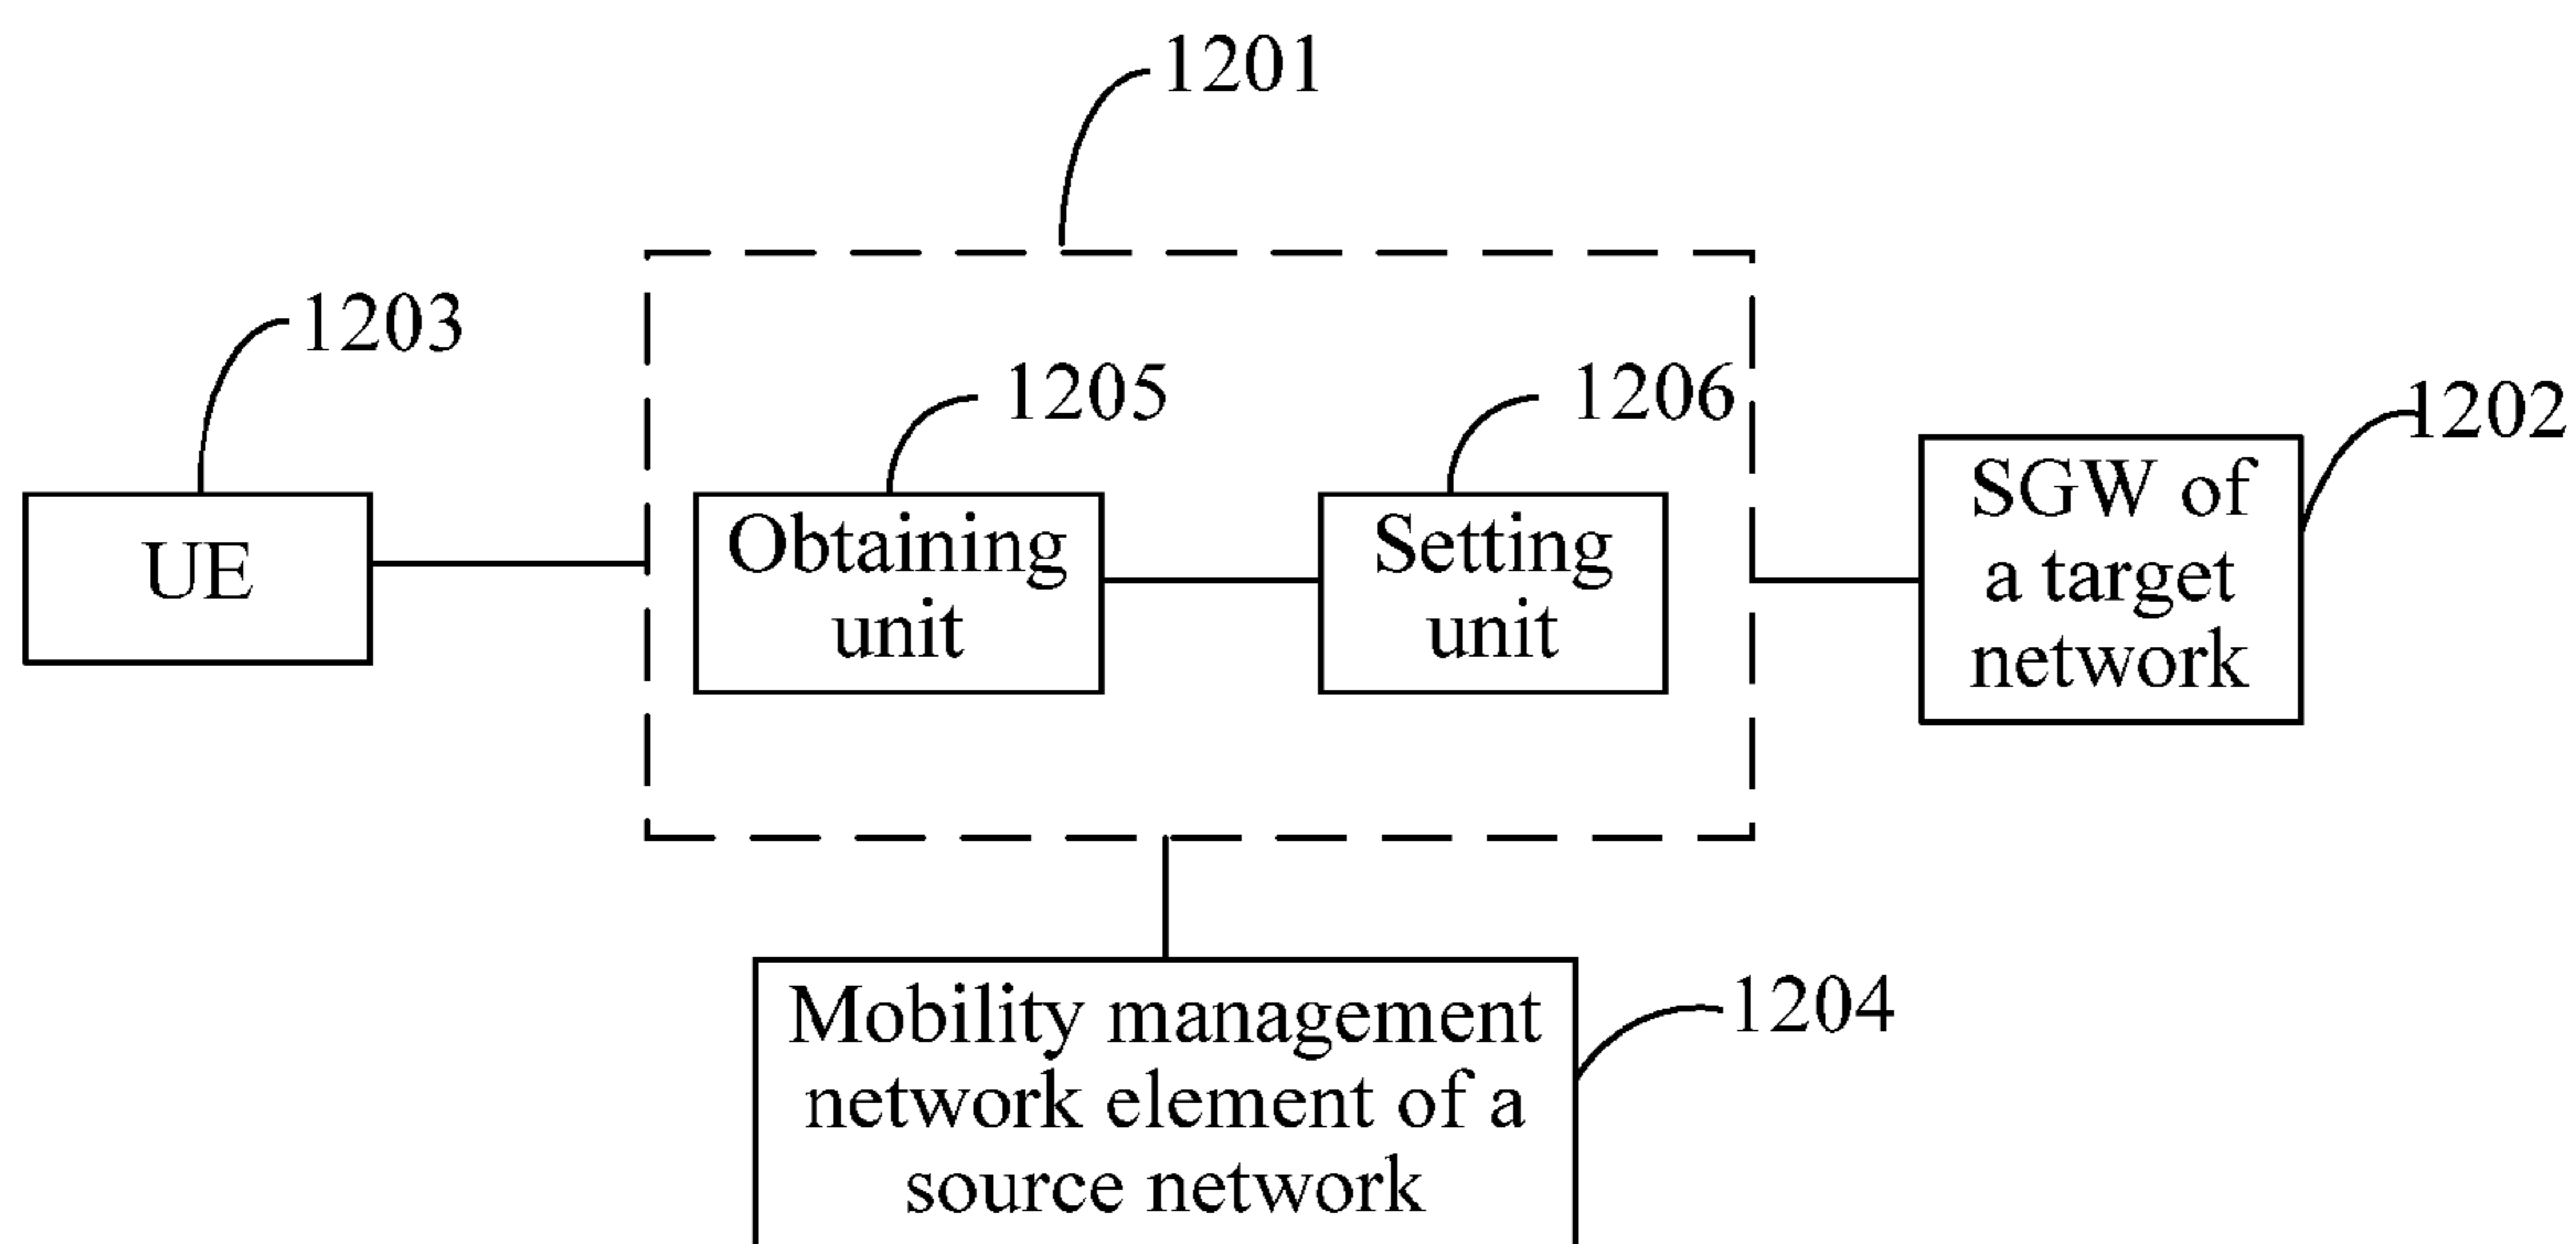 1201
1203
1205
1206
1202
UE
Obtaining
unit
Setting
unit
SGW of
a target
network
Mobility management
network element of a
source network
1204